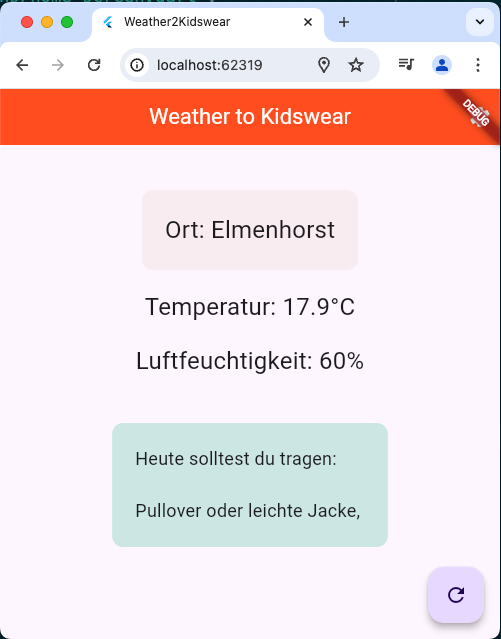 Weather2Kidswear
localhost:62319
Weather to Kidswear
DEBUG
Ort: Elmenhorst
Temperatur: 17.9°C
Luftfeuchtigkeit: 60%
Heute solltest du tragen:
Pullover oder leichte Jacke,